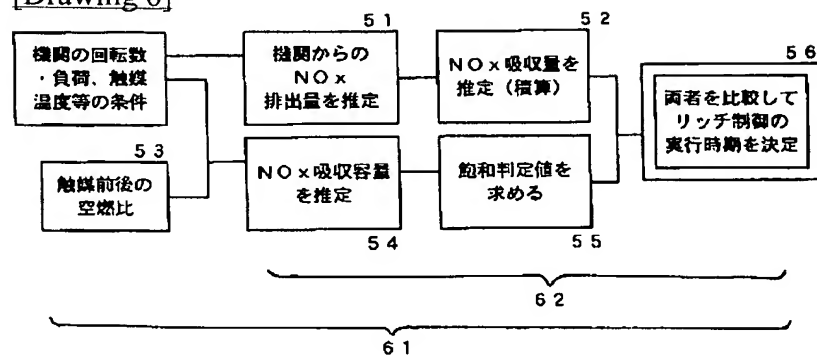 [Drawing 6]
51
52
56
機関の回転数
・負荷、触媒
温度等の条件
機関からの
NOx
排出量を推定
NOx吸収量を
推定(積算)
両者を比較して
リッチ制御の
実行時期を決定
53
触媒前後の
空燃比
NOx吸収容量
を推定
飽和判定値を
求める
54
55
62
61